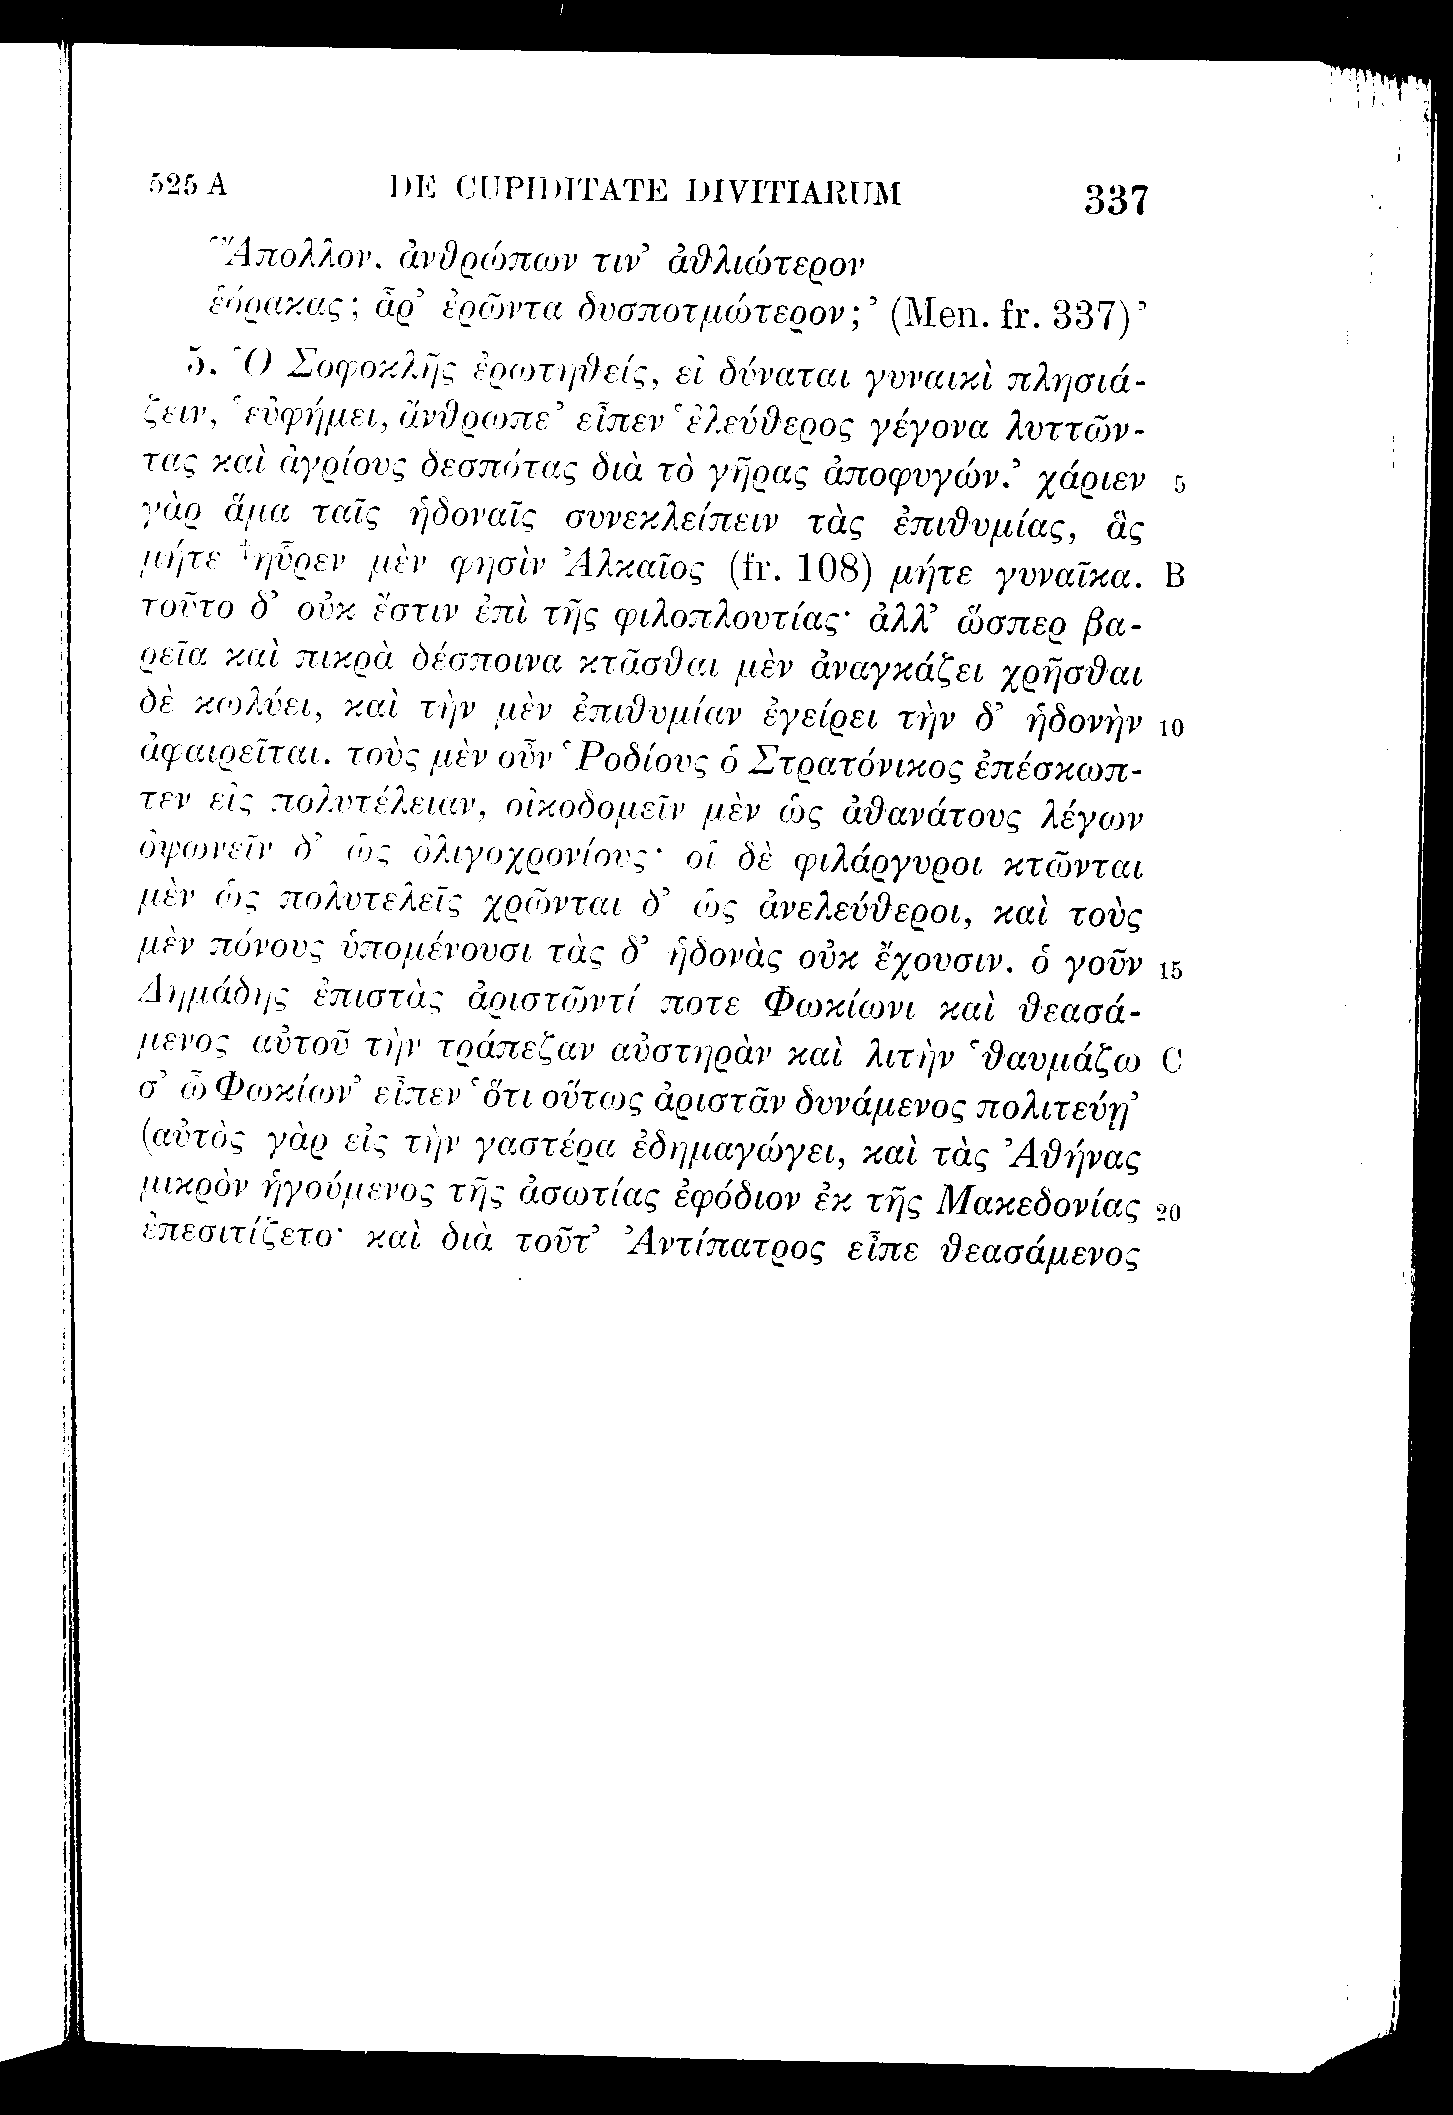 525 A DE CUPIDITATE DIVITIARUM 337
‘“Ἄπολλον. ἀνθρώπων τιν’ ἀθλιώτερον
ἑόρακας; ἆρ’ ἐρῶντα δυσποτμώτερον;’ (Men. fr. 337)’
5. Ὁ Σοφοκλῆς ἐρωτηθείς, εἰ δύναται γυναικὶ πλησιά-
ζειν, ‘εὐφήμει, ἄνθρωπε’ εἶπεν ‘ἐλεύθερος γέγονα λυττῶν-
τας καὶ ἀγρίους δεσπότας διὰ τὸ γῆρας ἀποφυγών.’ χάριεν 5
γὰρ ἅμα ταῖς ἡδοναῖς συνεκλείπειν τὰς ἐπιθυμίας, ἃς
μήτε †ηὗρεν μὲν φησὶν Ἀλκαῖος (fr. 108) μήτε γυναῖκα. B
τοῦτο δ’ οὐκ ἔστιν ἐπὶ τῆς φιλοπλουτίας· ἀλλ’ ὥσπερ βα-
ρεῖα καὶ πικρὰ δέσποινα κτᾶσθαι μὲν ἀναγκάζει χρῆσθαι
δὲ κωλύει, καὶ τὴν μὲν ἐπιθυμίαν ἐγείρει τὴν δ’ ἡδονὴν 10
ἀφαιρεῖται. τοὺς μὲν οὖν Ῥοδίους ὁ Στρατόνικος ἐπέσκωπ-
τεν εἰς πολυτέλειαν, οἰκοδομεῖν μὲν ὡς ἀθανάτους λέγων
ὀψωνεῖν δ’ ὡς ὀλιγοχρονίους· οἱ δὲ φιλάργυροι κτῶνται
μὲν ὡς πολυτελεῖς χρῶνται δ’ ὡς ἀνελεύθεροι, καὶ τοὺς
μὲν πόνους ὑπομένουσι τὰς δ’ ἡδονὰς οὐκ ἔχουσιν. ὁ γοῦν 15
Δημάδης ἐπιστὰς ἀριστῶντί ποτε Φωκίωνι καὶ θεασά-
μενος αὐτοῦ τὴν τράπεζαν αὐστηρὰν καὶ λιτὴν ‘θαυμάζω C
σ’ ὦ Φωκίων’ εἶπεν ‘ὅτι οὕτως ἀριστᾶν δυνάμενος πολιτεύῃ’
(αὐτὸς γὰρ εἰς τὴν γαστέρα ἐδημαγώγει, καὶ τὰς Ἀθήνας
μικρὸν ἡγούμενος τῆς ἀσωτίας ἐφόδιον ἐκ τῆς Μακεδονίας 20
ἐπεσιτίζετο· καὶ διὰ τοῦτ’ Ἀντίπατρος εἶπε θεασάμενος